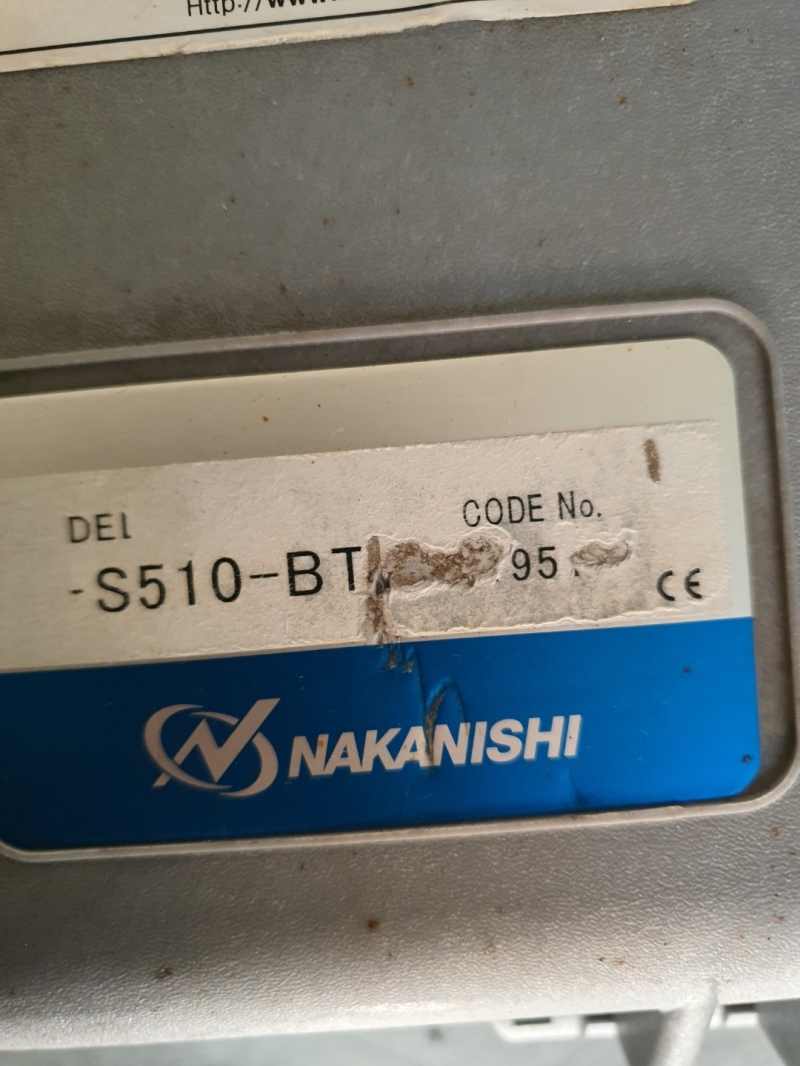 Http://www.
DEL
-S510-BT
CODE No.
95
CE
NAKANISHI